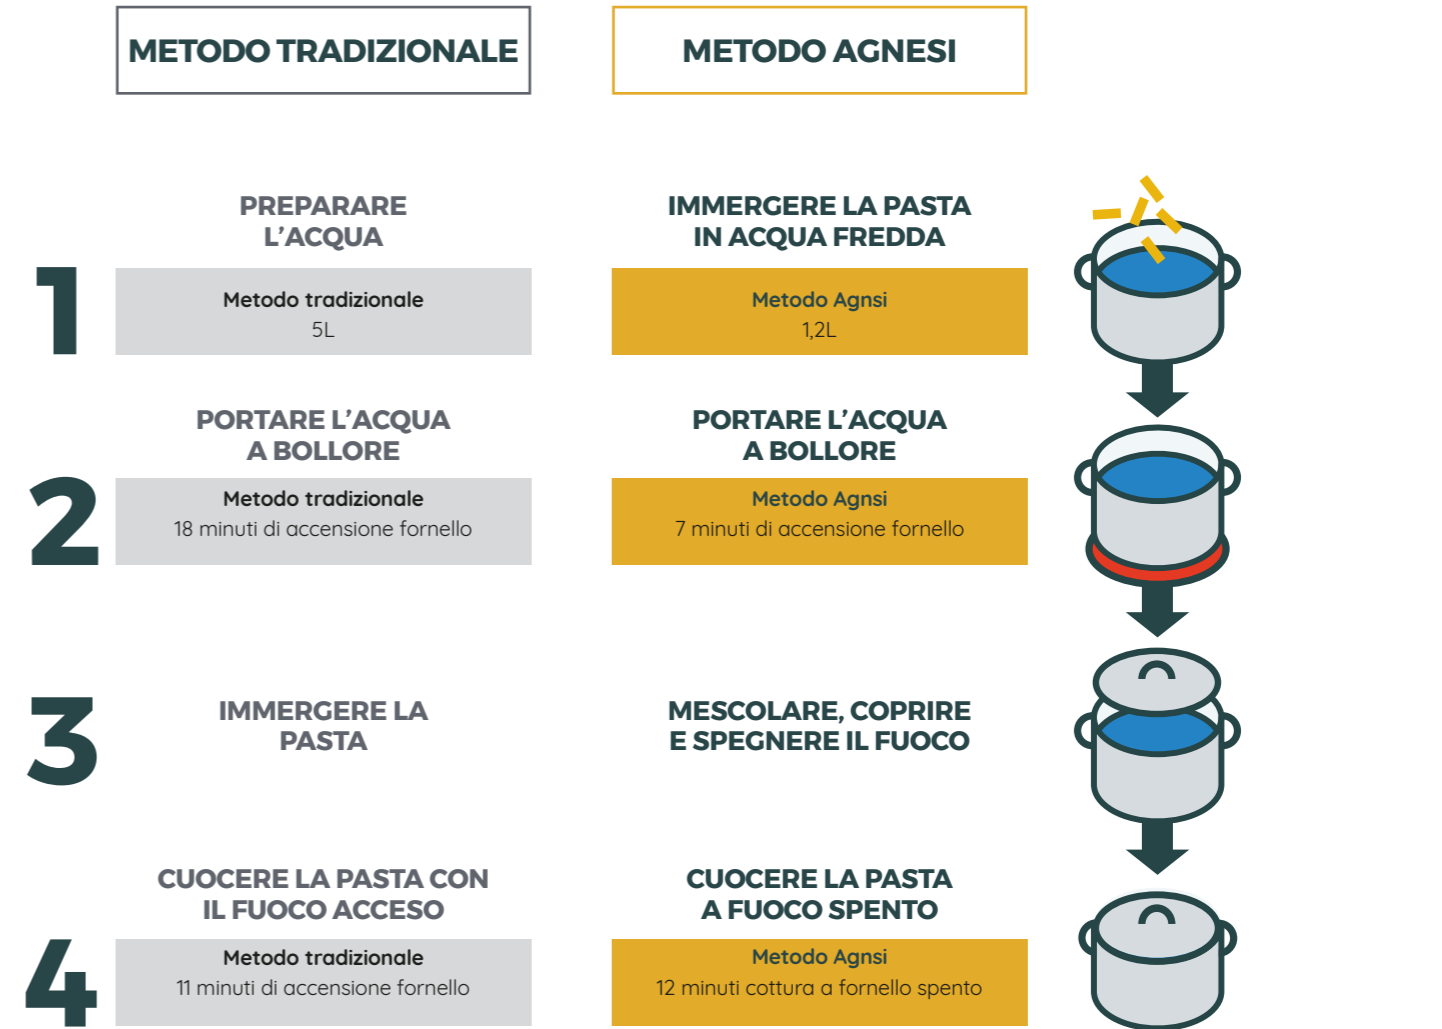 METODO TRADIZIONALE
METODO AGNESI
1
PREPARARE
L’ACQUA
Metodo tradizionale
5L
IMMERGERE LA PASTA
IN ACQUA FREDDA
Metodo Agnsi
1,2L
2
PORTARE L’ACQUA
A BOLLORE
Metodo tradizionale
18 minuti di accensione fornello
PORTARE L’ACQUA
A BOLLORE
Metodo Agnsi
7 minuti di accensione fornello
3
IMMERGERE LA
PASTA
MESCOLARE, COPRIRE
E SPEGNERE IL FUOCO
4
CUOCERE LA PASTA CON
IL FUOCO ACCESO
Metodo tradizionale
11 minuti di accensione fornello
CUOCERE LA PASTA
A FUOCO SPENTO
Metodo Agnsi
12 minuti cottura a fornello spento